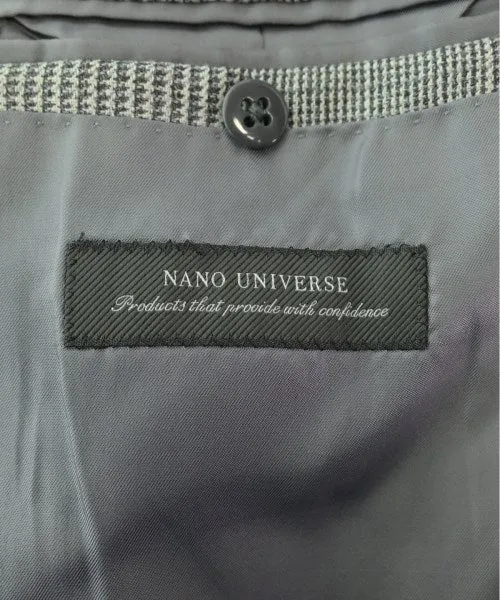 NANO UNIVERSE
Products that provide with confidence